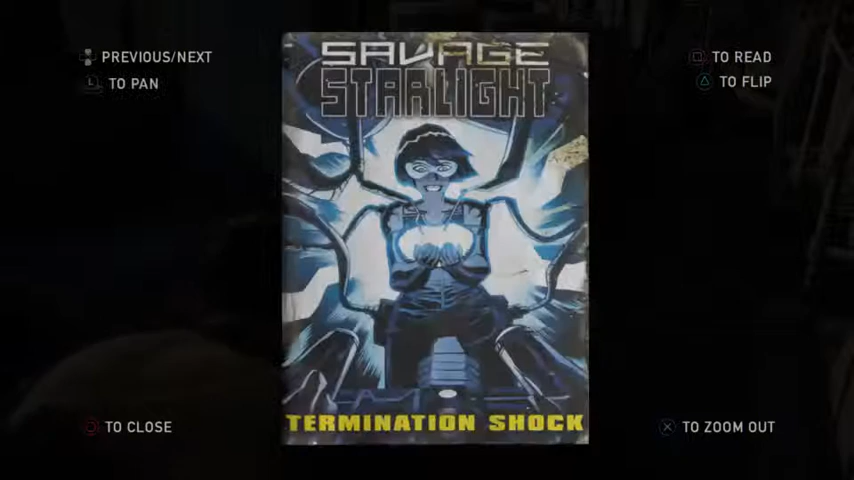 SAVAGE
STARLIGHT
PREVIOUS/NEXT
L TO PAN
TO READ
TO FLIP
TERMINATION SHOCK
TO CLOSE
TO ZOOM OUT